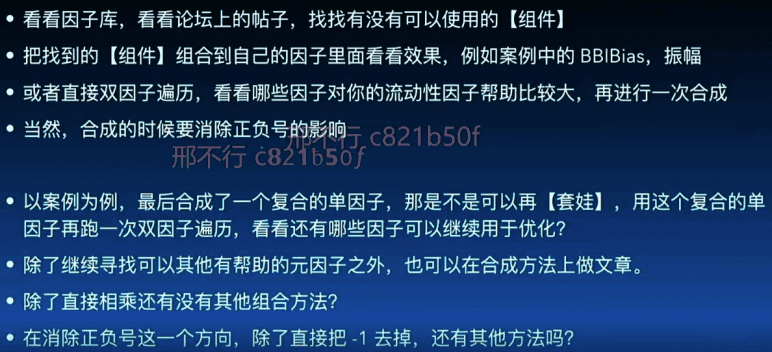 • 看看因子库，看看论坛上的帖子，找找有没有可以使用的【组件】
• 把找到的【组件】组合到自己的因子里面看看效果，例如案例中的 BBIBias，振幅
• 或者直接双因子遍历，看看哪些因子对你的流动性因子帮助比较大，再进行一次合成
• 当然，合成的时候要消除正负号的影响
邢不行 c821b50f
邢不行 c821b50f
• 以案例为例，最后合成了一个复合的单因子，那是不是可以再【套娃】，用这个复合的单
因子再跑一次双因子遍历，看看还有哪些因子可以继续用于优化？
• 除了继续寻找可以其他有帮助的元因子之外，也可以在合成方法上做文章。
• 除了直接相乘还有没有其他组合方法？
• 在消除正负号这一个方向，除了直接把 -1 去掉，还有其他方法吗？